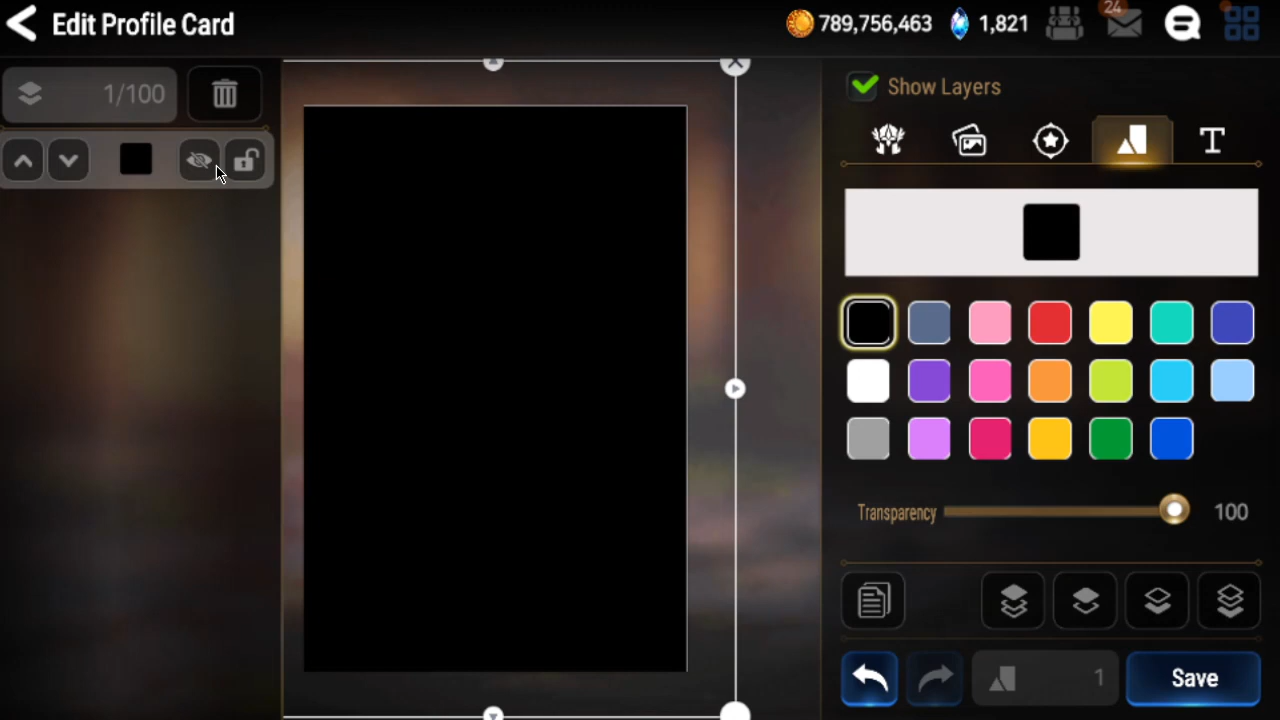 Edit Profile Card
789,756,463
1,821
24
1/100
Show Layers
T
Transparency
100
1
Save